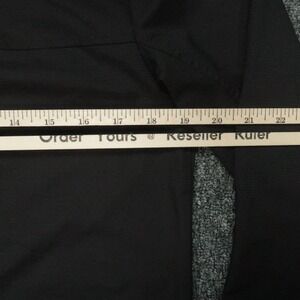 14 15 16 17 18 19 20 21 22
Order Yours @ Reseller Ruler